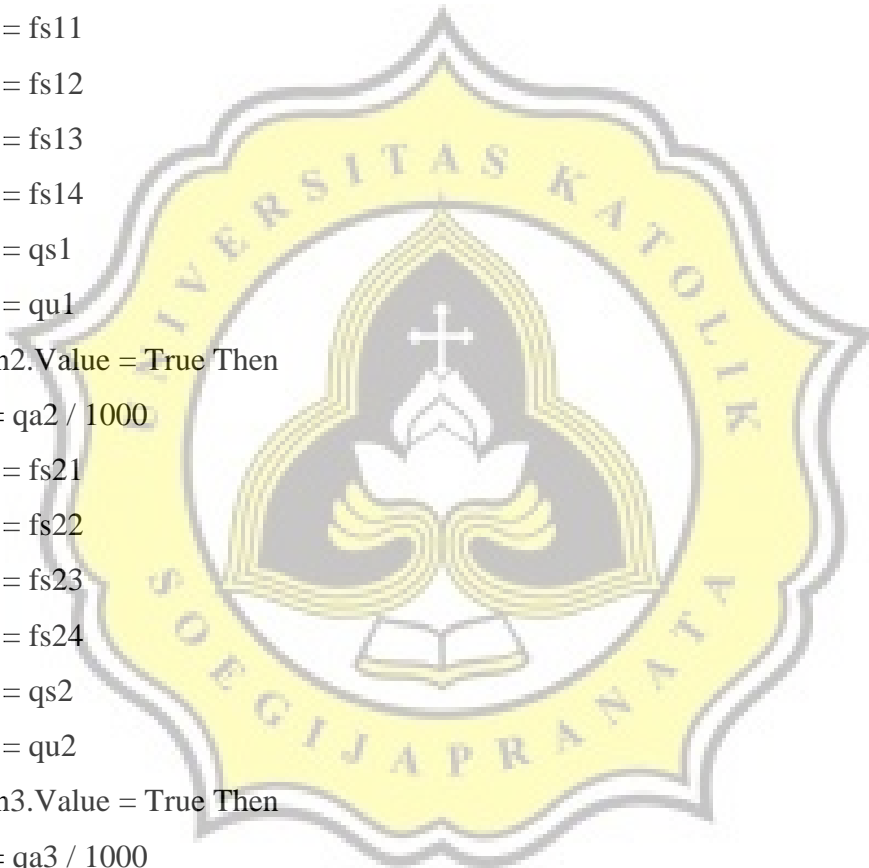 = fs11
= fs12
= fs13
= fs14
= qs1
= qu1
n2.Value = True Then
= qa2 / 1000
= fs21
= fs22
= fs23
= fs24
= qs2
= qu2
n3.Value = True Then
= qa3 / 1000
UNIVERSITAS KATOLIK
SOEGIJAPRANATA